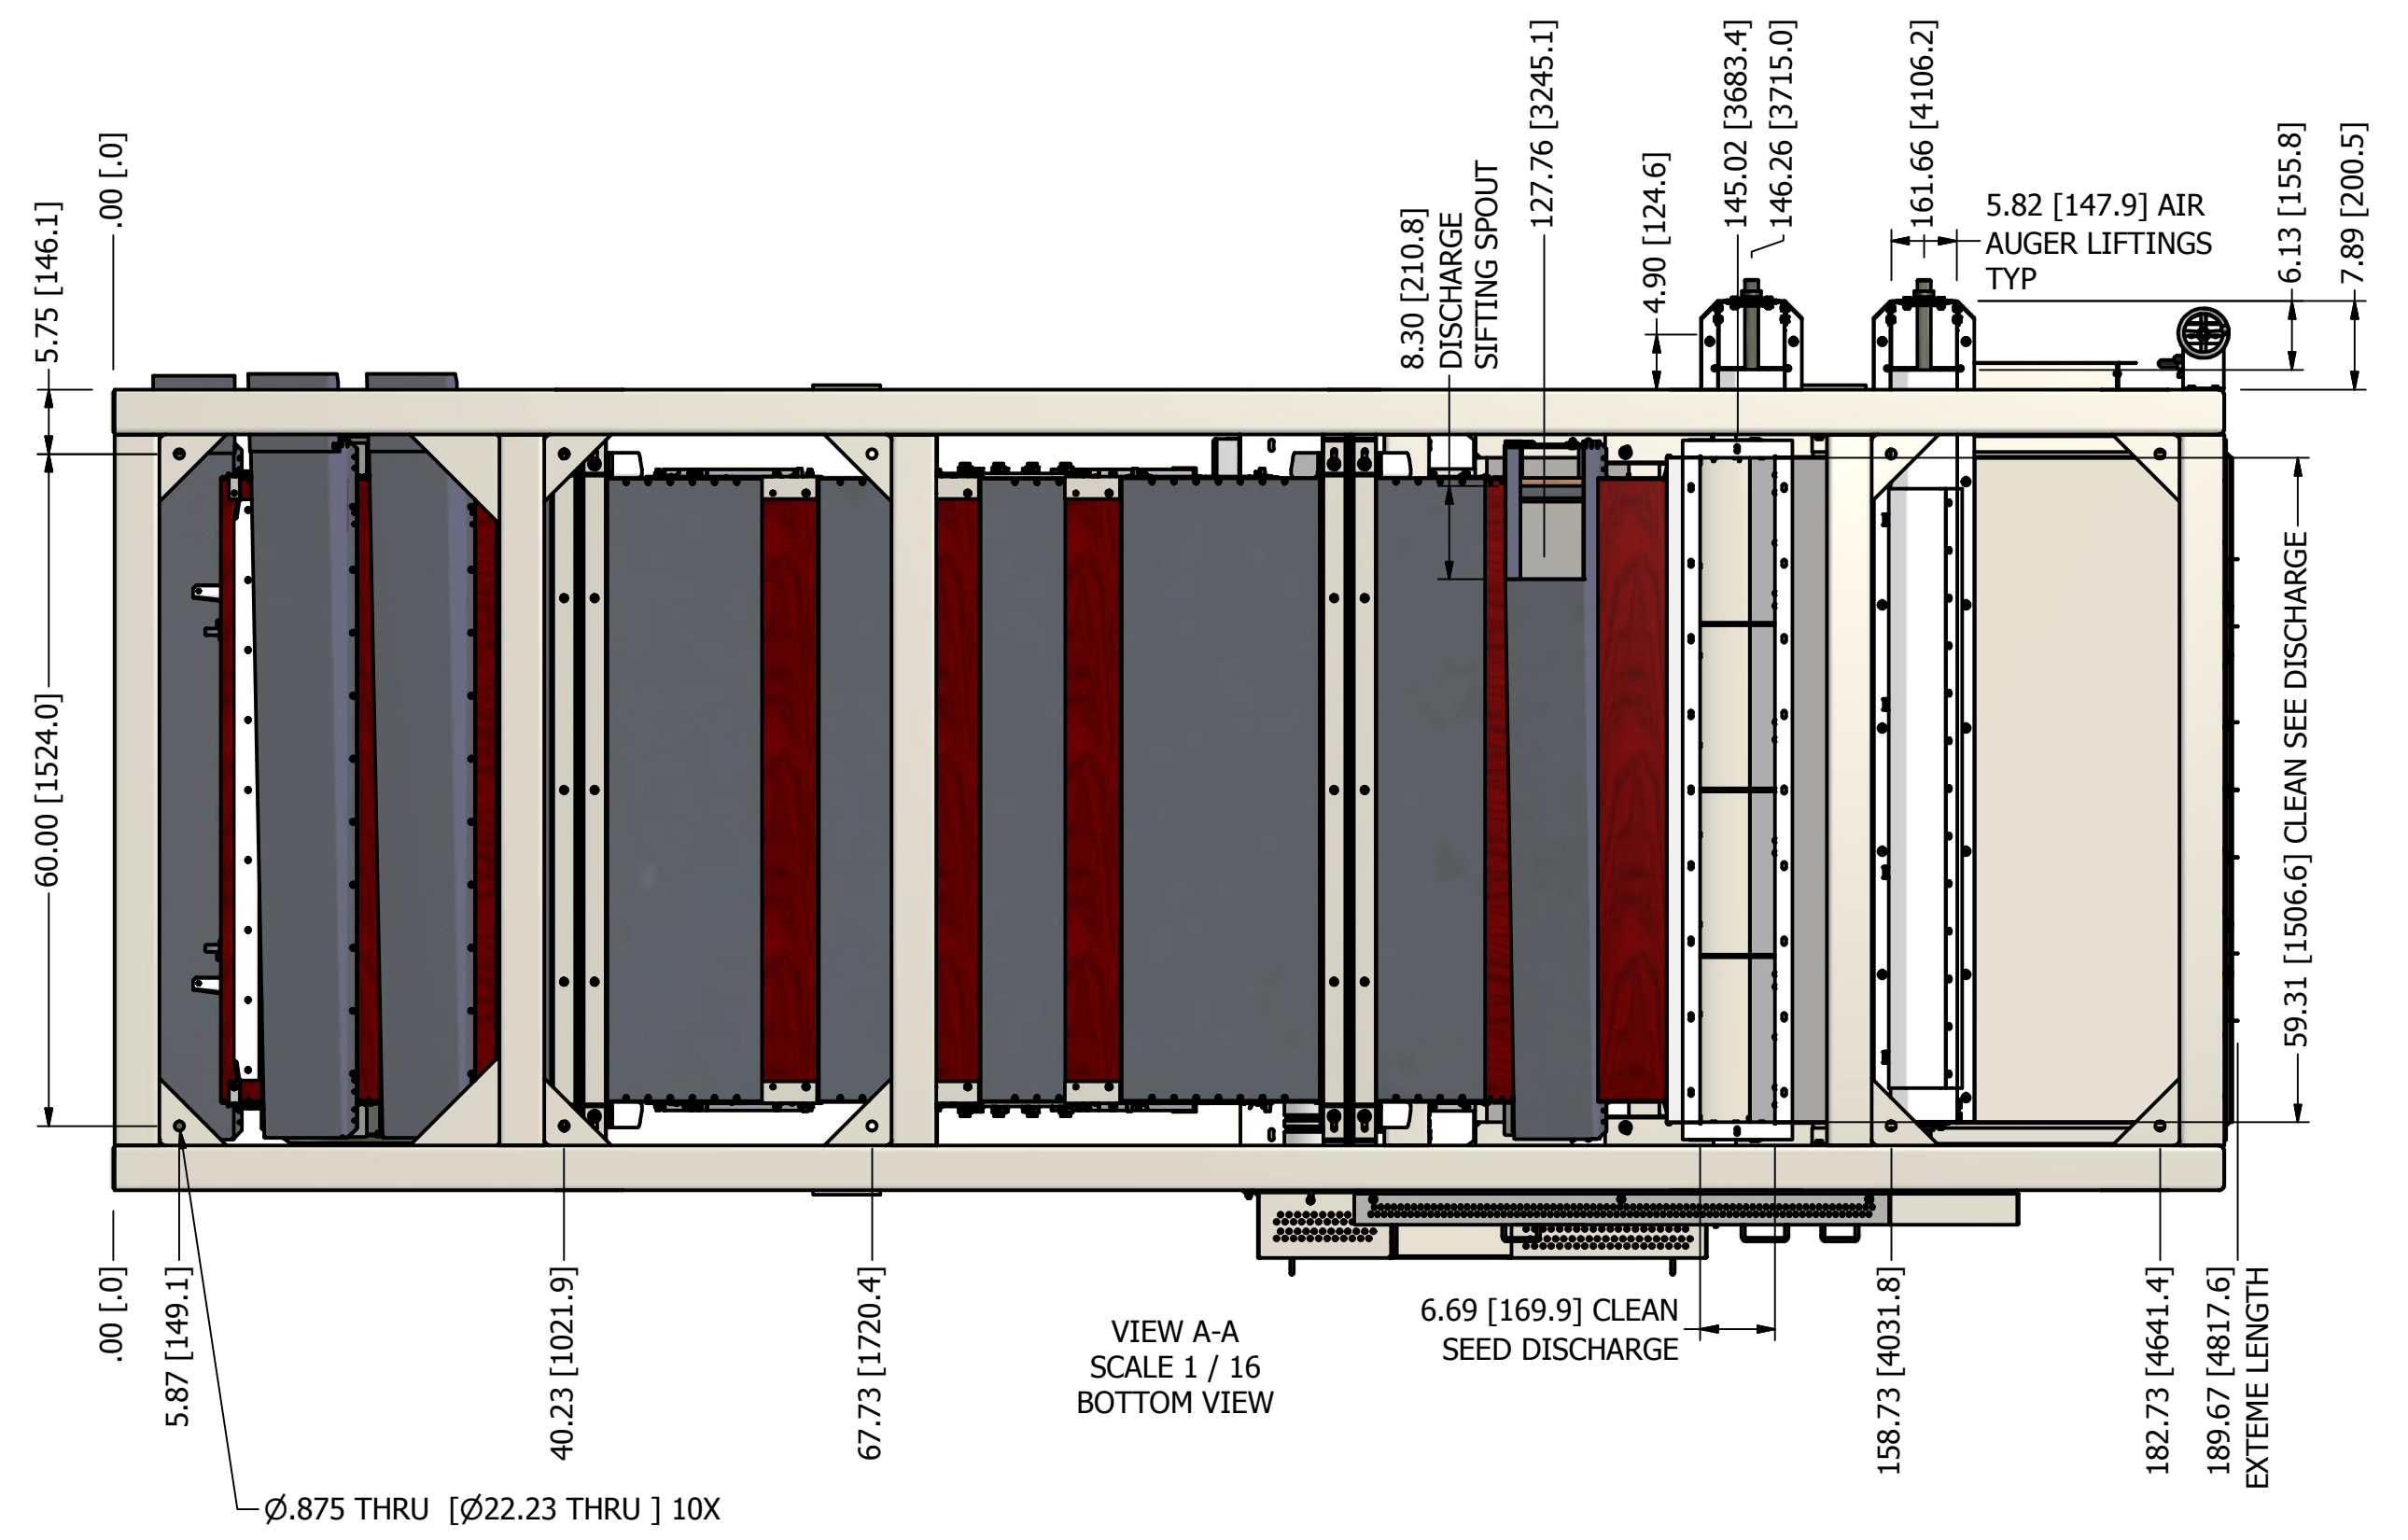 .00 [.0]
5.75 [146.1]
60.00 [1524.0]
8.30 [210.8]
DISCHARGE
SIFTING SPOUT
127.76 [3245.1]
4.90 [124.6]
145.02 [3683.4]
146.26 [3715.0]
161.66 [4106.2]
5.82 [147.9] AIR
AUGER LIFTINGS
TYP
6.13 [155.8]
7.89 [200.5]
59.31 [1506.6] CLEAN SEE DISCHARGE
.00 [.0]
5.87 [149.1]
40.23 [1021.9]
67.73 [1720.4]
VIEW A-A
SCALE 1 / 16
BOTTOM VIEW
6.69 [169.9] CLEAN
SEED DISCHARGE
158.73 [4031.8]
182.73 [4641.4]
189.67 [4817.6]
EXTEME LENGTH
Ø.875 THRU [Ø22.23 THRU ] 10X